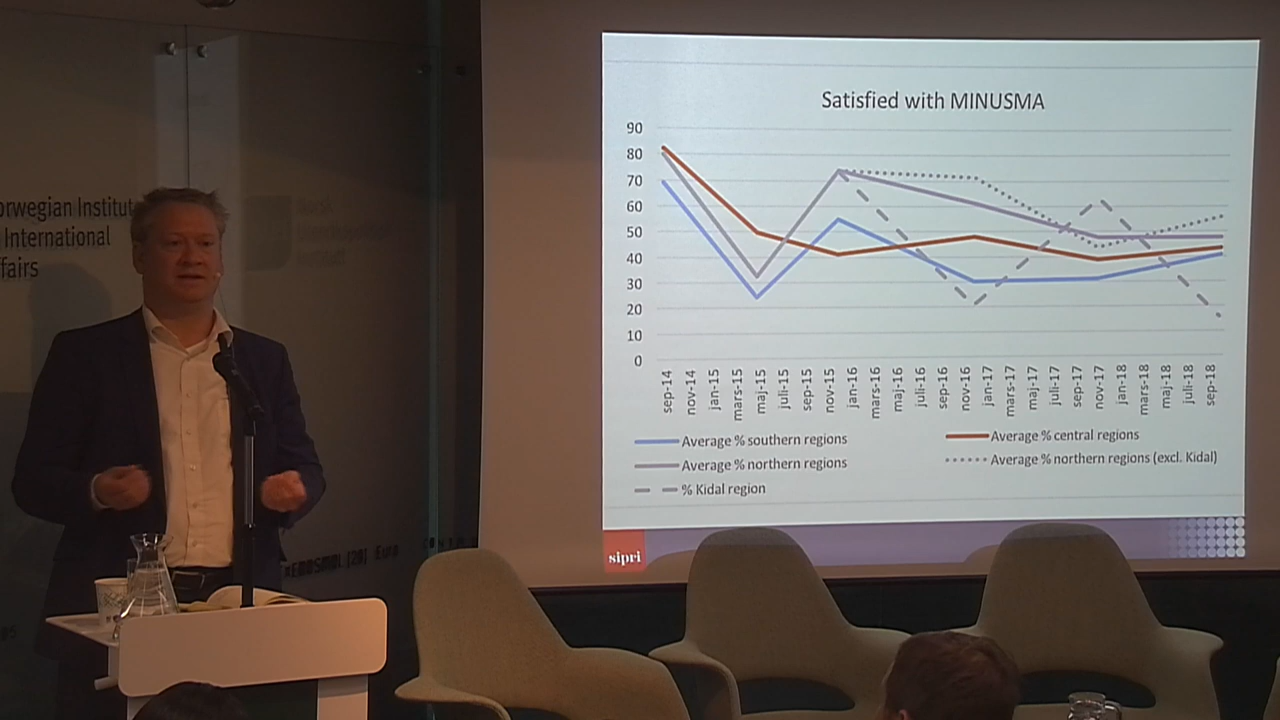 Satisfied with MINUSMA
90
80
70
60
50
40
30
20
10
0
sep-14
nov-14
jan-15
mars-15
maj-15
juli-15
sep-15
nov-15
jan-16
mars-16
maj-16
juli-16
sep-16
nov-16
jan-17
mars-17
maj-17
juli-17
sep-17
nov-17
jan-18
mars-18
maj-18
juli-18
sep-18
Average % southern regions
Average % central regions
Average % northern regions
Average % northern regions (excl. Kidal)
% Kidal region
sipri
orwegian Institut
International
ffairs